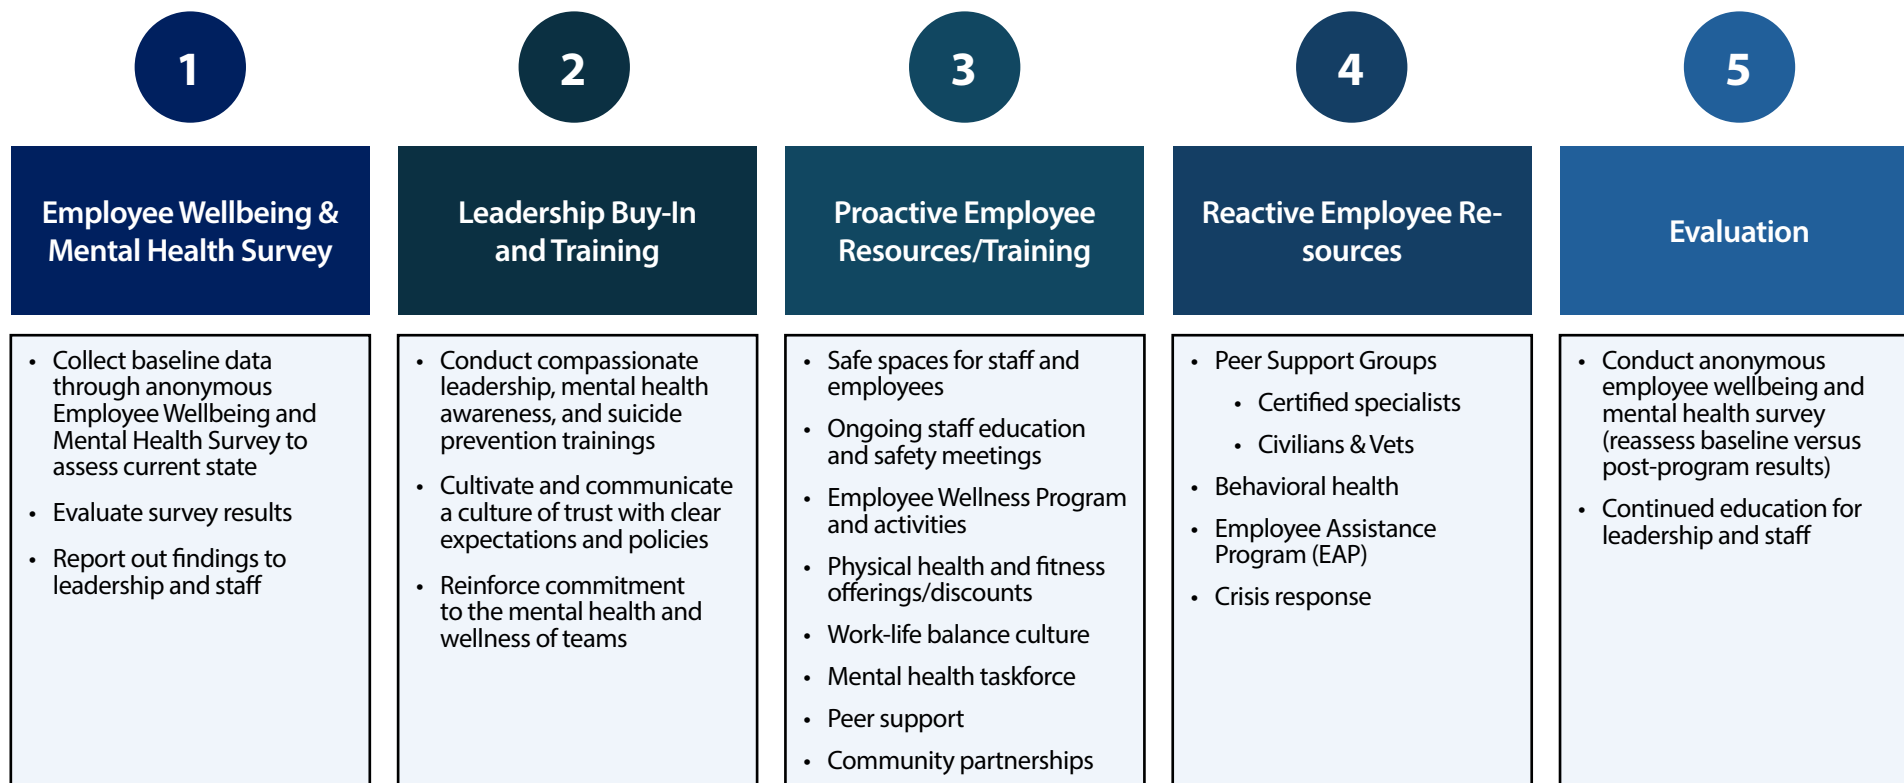 1
Employee Wellbeing &
Mental Health Survey
• Collect baseline data
through anonymous
Employee Wellbeing and
Mental Health Survey to
assess current state
• Evaluate survey results
• Report out findings to
leadership and staff
2
Leadership Buy-In
and Training
• Conduct compassionate
leadership, mental health
awareness, and suicide
prevention trainings
• Cultivate and communicate
a culture of trust with clear
expectations and policies
• Reinforce commitment
to the mental health and
wellness of teams
3
Proactive Employee
Resources/Training
• Safe spaces for staff and
employees
• Ongoing staff education
and safety meetings
• Employee Wellness Program
and activities
• Physical health and fitness
offerings/discounts
• Work-life balance culture
• Mental health taskforce
• Peer support
• Community partnerships
4
Reactive Employee Re-
sources
• Peer Support Groups
• Certified specialists
• Civilians & Vets
• Behavioral health
• Employee Assistance
Program (EAP)
• Crisis response
5
Evaluation
• Conduct anonymous
employee wellbeing and
mental health survey
(reassess baseline versus
post-program results)
• Continued education for
leadership and staff